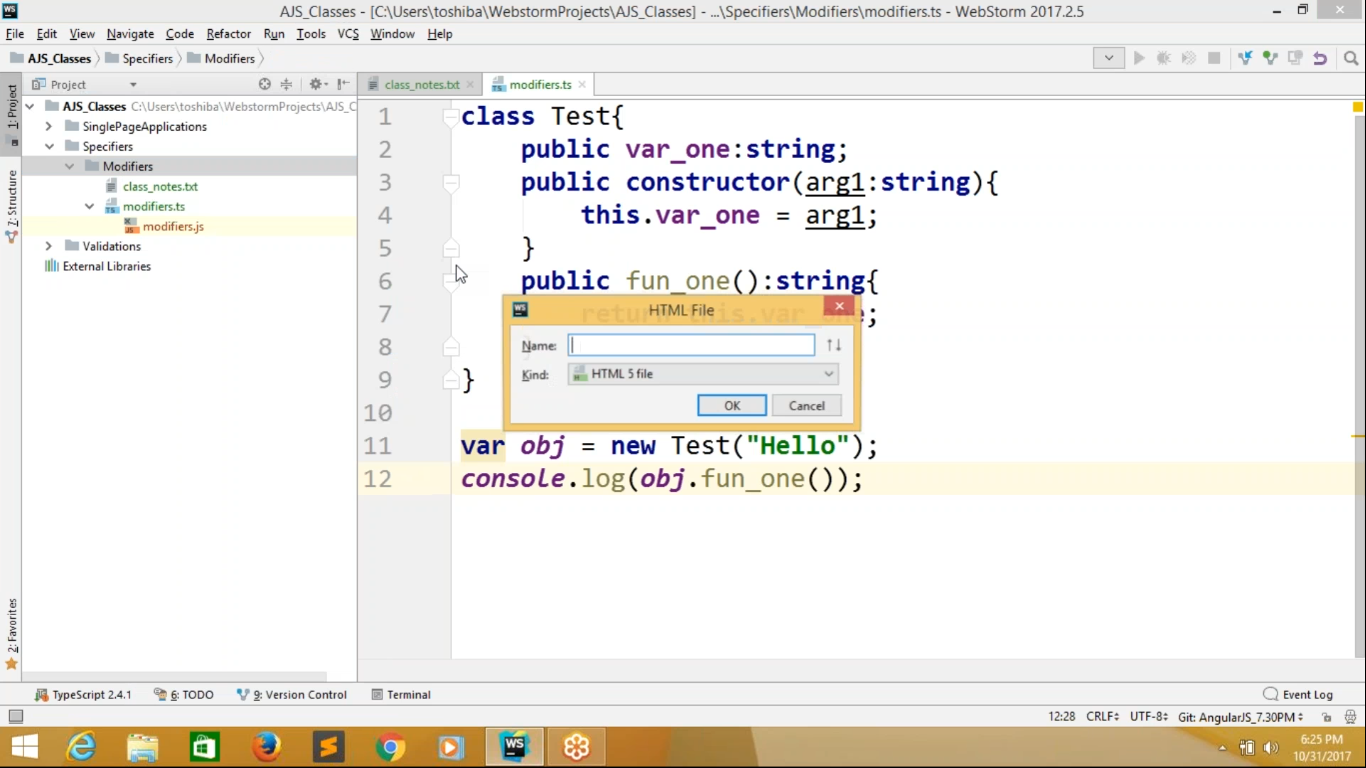 AJS_Classes - [C:\Users\toshiba\WebstormProjects\AJS_Classes] - ...\Specifiers\Modifiers\modifiers.ts - WebStorm 2017.2.5
File Edit View Navigate Code Refactor Run Tools VCS Window Help
AJS_Classes Specifiers Modifiers
Project
class_notes.txt modifiers.ts
1: Project
Z: Structure
2: Favorites
AJS_Classes C:\Users\toshiba\WebstormProjects\AJS_C
SinglePageApplications
Specifiers
Modifiers
class_notes.txt
modifiers.ts
modifiers.js
Validations
External Libraries
1 class Test{
2 public var_one:string;
3 public constructor(arg1:string){
4 this.var_one = arg1;
5 }
6 public fun_one():string{
7 return this.var_one;
8
9 }
10
11 var obj = new Test("Hello");
12 console.log(obj.fun_one());
WS HTML File
Name:
Kind: HTML 5 file
OK Cancel
TypeScript 2.4.1 6: TODO 9: Version Control Terminal Event Log
12:28 CRLF÷ UTF-8÷ Git: AngularJS_7.30PM÷
WS
6:25 PM
10/31/2017